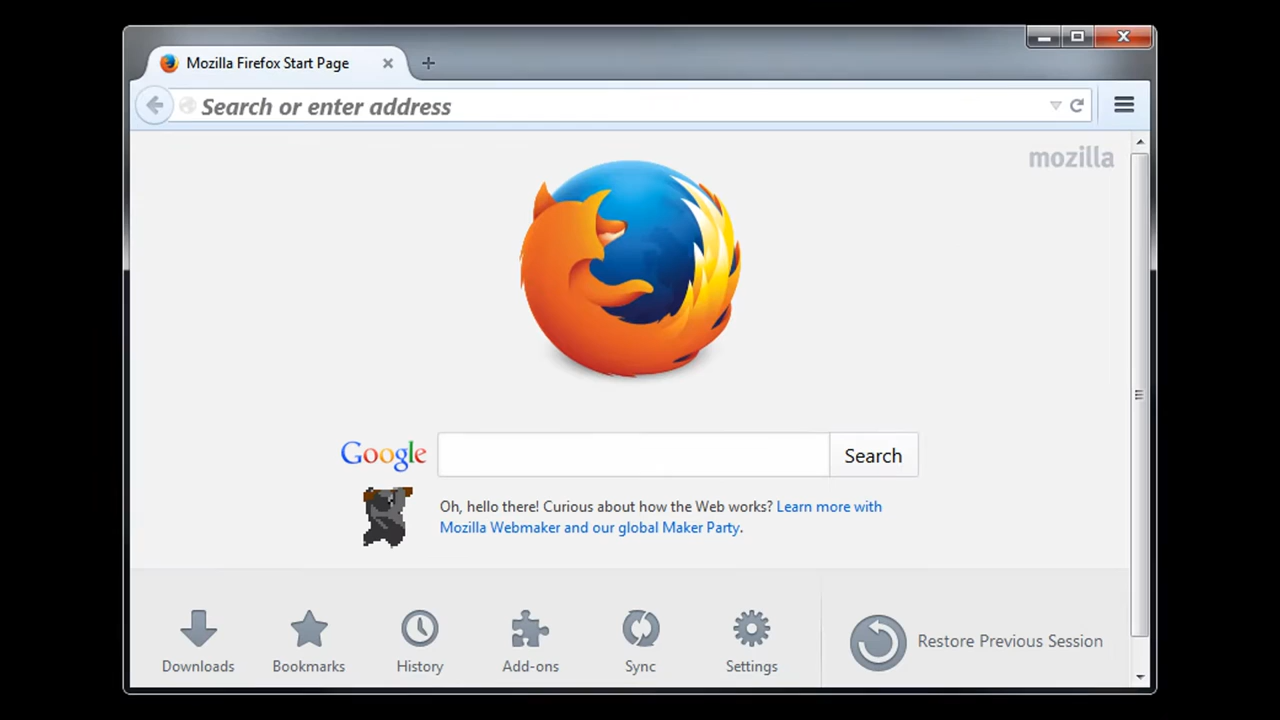 Mozilla Firefox Start Page
Search or enter address
mozilla
Google
Search
Oh, hello there! Curious about how the Web works? Learn more with
Mozilla Webmaker and our global Maker Party.
Downloads
Bookmarks
History
Add-ons
Sync
Settings
Restore Previous Session